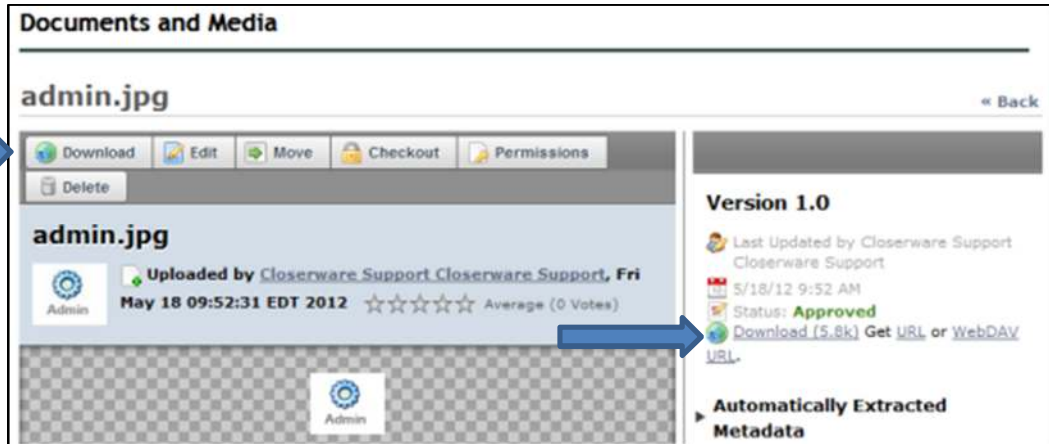 Documents and Media
admin.jpg
« Back
Download Edit Move Checkout Permissions
Delete
admin.jpg
Admin
Uploaded by Closerware Support Closerware Support, Fri
May 18 09:52:31 EDT 2012 Average (0 Votes)
Admin
Version 1.0
Last Updated by Closerware Support
Closerware Support
5/18/12 9:52 AM
Status: Approved
Download (5.8k) Get URL or WebDAV
URL.
Automatically Extracted
Metadata